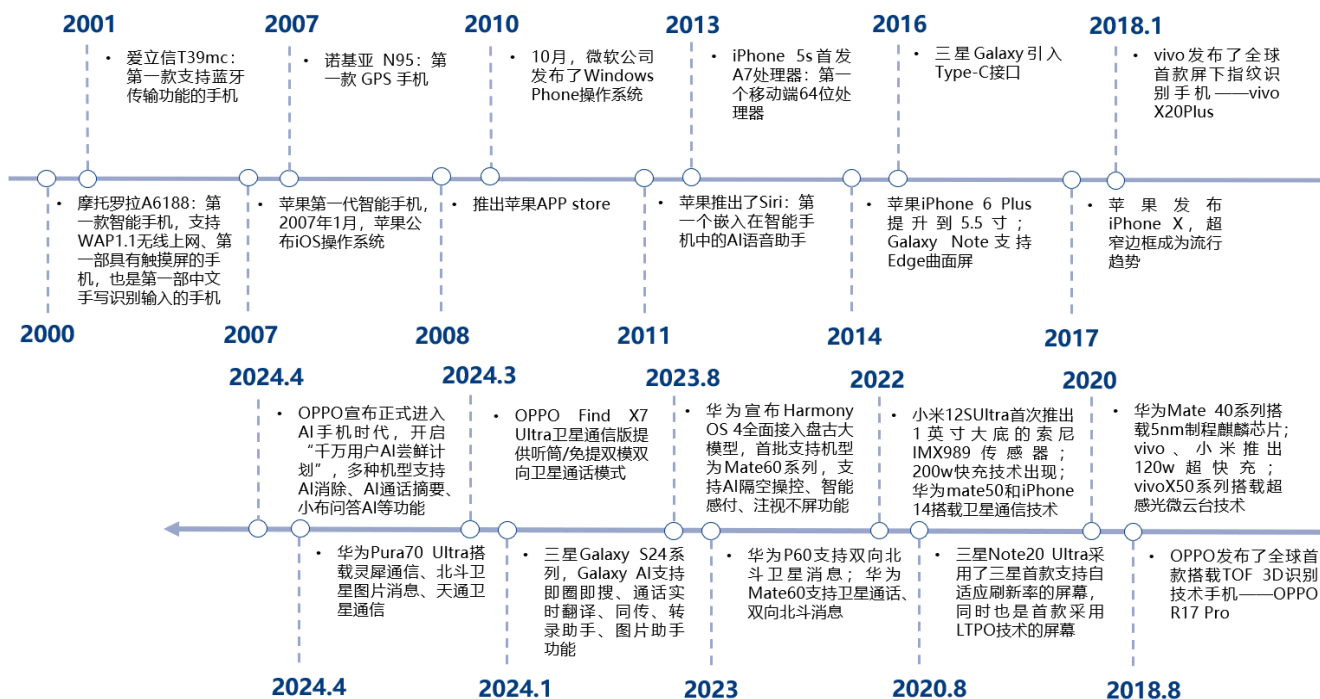 2001
2007
2010
2013
2016
2018.1
• 爱立信T39mc：
第一款支持蓝牙
传输功能的手机
• 诺基亚 N95：第
一款 GPS 手机
• 10月，微软公司
发布了Windows
Phone操作系统
• iPhone 5s首发
A7处理器：第一
个移动端64位处
理器
• 三星Galaxy引入
Type-C接口
• vivo发布了全球
首款屏下指纹识
别手机——vivo
X20Plus
• 摩托罗拉A6188：第
一款智能手机，支持
WAP1.1无线上网、第
一部具有触摸屏的手
机，也是第一部中文
手写识别输入的手机
• 苹果第一代智能手机，
2007年1月，苹果公
布iOS操作系统
• 推出苹果APP store
• 苹果推出了Siri：第
一个嵌入在智能手
机中的AI语音助手
• 苹果iPhone 6 Plus
提升到5.5寸；
Galaxy Note支持
Edge曲面屏
• 苹果发布
iPhone X，超
窄边框成为流行
趋势
2000
2007
2008
2011
2014
2017
2024.4
2024.3
2023.8
2022
2020
• OPPO宣布正式进入
AI手机时代，开启
“千万用户AI尝鲜计
划”，多种机型支持
AI消除、AI通话摘要、
小布问答AI等功能
• OPPO Find X7
Ultra卫星通信版提
供听筒/免提双模双
向卫星通话模式
• 华为宣布Harmony
OS 4全面接入盘古大
模型，首批支持机型
为Mate60系列，支
持AI隔空操控、智能
感付、注视不屏功能
• 小米12SUltra首次推出
1英寸大底的索尼
IMX989传感器；
200w快充技术出现；
华为mate50和iPhone
14搭载卫星通信技术
• 华为Mate 40系列搭
载5nm制程麒麟芯片；
vivo、小米推出
120w超快充；
vivoX50系列搭载超
感光微云台技术
• 华为Pura70 Ultra搭
载灵犀通信、北斗卫
星图片消息、天通卫
星通信
• 三星Galaxy S24系
列，Galaxy AI支持
即圈即搜、通话实
时翻译、同传、转
录助手、图片助手
功能
• 华为P60支持双向北
斗卫星消息；华为
Mate60支持卫星通话、
双向北斗消息
• 三星Note20 Ultra采
用了三星首款支持自
适应刷新率的屏幕，
同时也是首款采用
LTPO技术的屏幕
• OPPO发布了全球首
款搭载TOF 3D识别
技术手机——OPPO
R17 Pro
2024.4
2024.1
2023
2020.8
2018.8